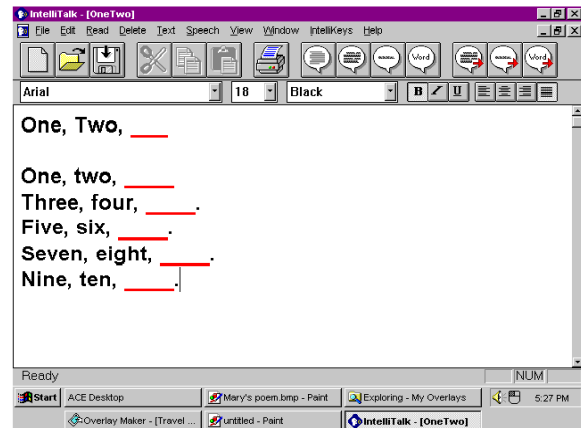 IntelliTalk - [OneTwo]
File Edit Read Delete Text Speech View Window IntelliKeys Help
Word Word
Arial 18 Black B I U
One, Two, ____
One, two, _____
Three, four, _____.
Five, six, _____.
Seven, eight, _____.
Nine, ten, _____.
Ready NUM
Start ACE Desktop Mary's poem.bmp - Paint Exploring - My Overlays 5:27 PM
Overlay Maker - [Travel ... untitled - Paint IntelliTalk - [OneTwo]